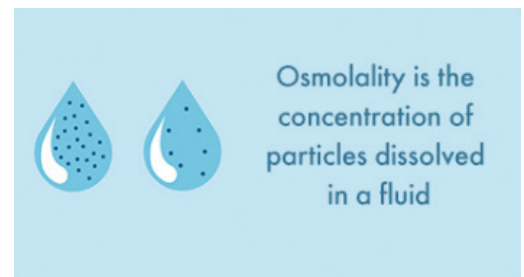 Osmolality is the
concentration of
particles dissolved
in a fluid